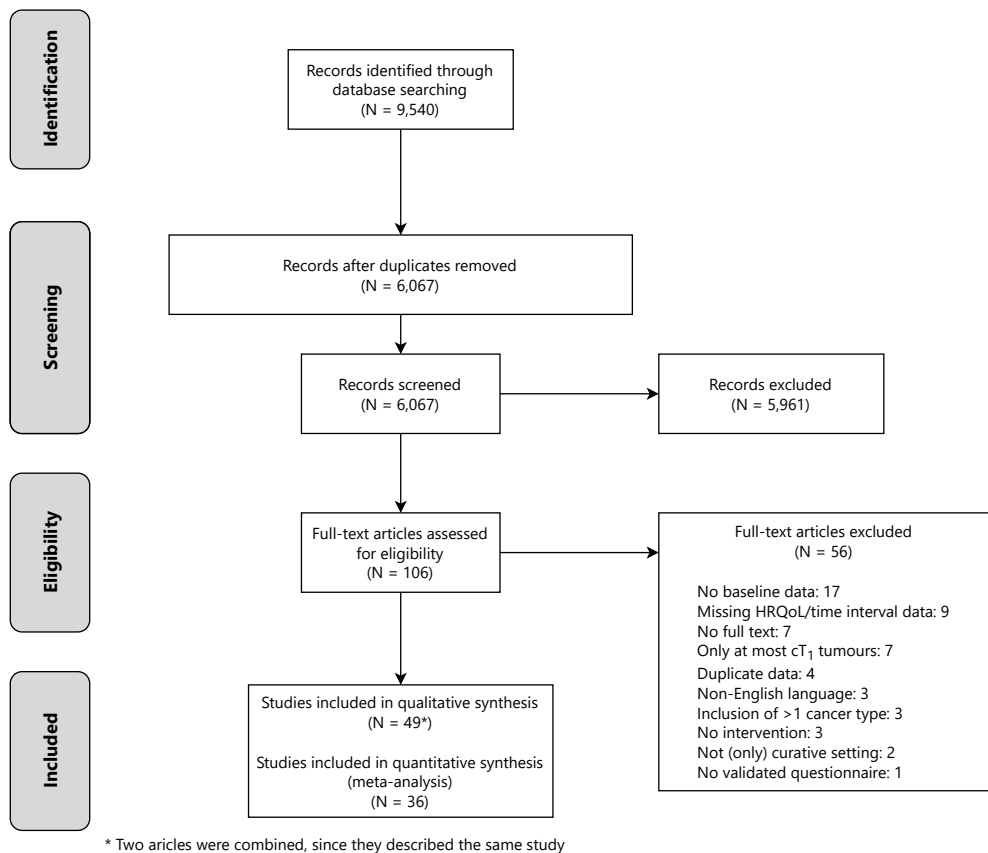 Identification
Records identified through
database searching
(N = 9,540)
Screening
Records after duplicates removed
(N = 6,067)
Records screened
(N = 6,067)
Records excluded
(N = 5,961)
Eligibility
Full-text articles assessed
for eligibility
(N = 106)
Full-text articles excluded
(N = 56)
No baseline data: 17
Missing HRQoL/time interval data: 9
No full text: 7
Only at most cT1 tumours: 7
Duplicate data: 4
Non-English language: 3
Inclusion of >1 cancer type: 3
No intervention: 3
Not (only) curative setting: 2
No validated questionnaire: 1
Included
Studies included in qualitative synthesis
(N = 49*)
Studies included in quantitative synthesis
(meta-analysis)
(N = 36)
* Two aricles were combined, since they described the same study